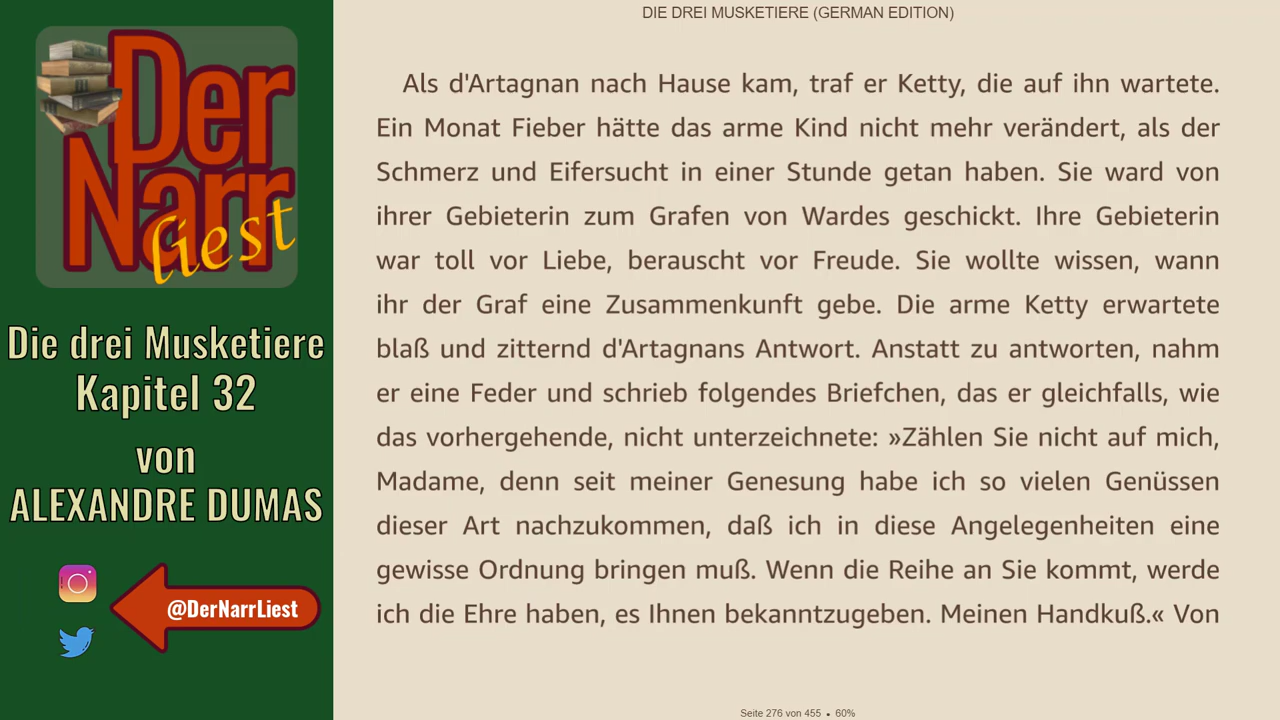 Der
Narr
liest
Die drei Musketiere
Kapitel 32
von
ALEXANDRE DUMAS
@DerNarrLiest
DIE DREI MUSKETIERE (GERMAN EDITION)
Als d'Artagnan nach Hause kam, traf er Ketty, die auf ihn wartete.
Ein Monat Fieber hätte das arme Kind nicht mehr verändert, als der
Schmerz und Eifersucht in einer Stunde getan haben. Sie ward von
ihrer Gebieterin zum Grafen von Wardes geschickt. Ihre Gebieterin
war toll vor Liebe, berauscht vor Freude. Sie wollte wissen, wann
ihr der Graf eine Zusammenkunft gebe. Die arme Ketty erwartete
blaß und zitternd d'Artagnans Antwort. Anstatt zu antworten, nahm
er eine Feder und schrieb folgendes Briefchen, das er gleichfalls, wie
das vorhergehende, nicht unterzeichnete: »Zählen Sie nicht auf mich,
Madame, denn seit meiner Genesung habe ich so vielen Genüssen
dieser Art nachzukommen, daß ich in diese Angelegenheiten eine
gewisse Ordnung bringen muß. Wenn die Reihe an Sie kommt, werde
ich die Ehre haben, es Ihnen bekanntzugeben. Meinen Handkuß.« Von
Seite 276 von 455 • 60%